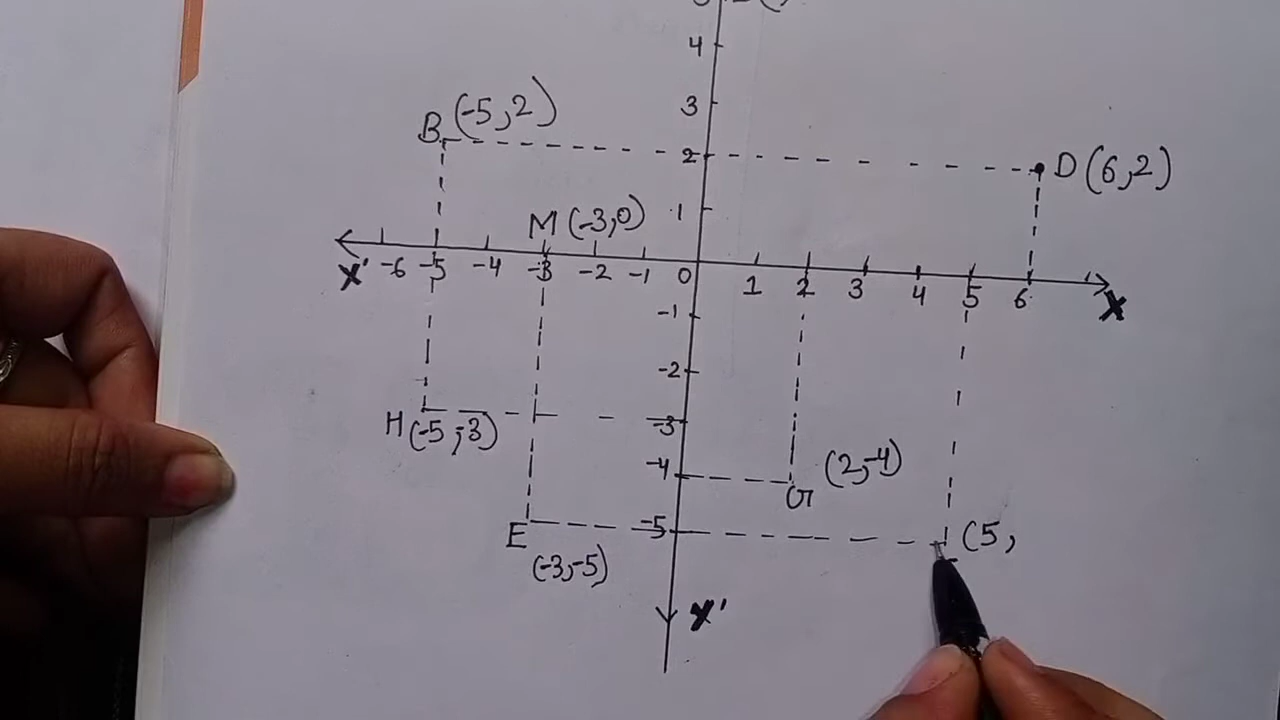 4
3
B (-5,2)
2
D (6,2)
1
M (-3,0)
X' -6 -5 -4 -3 -2 -1 0 1 2 3 4 5 6 X
-1
-2
-3
H (-5,-3)
-4
(2,-4)
G
-5
E
(5,
(-3,-5)
X'